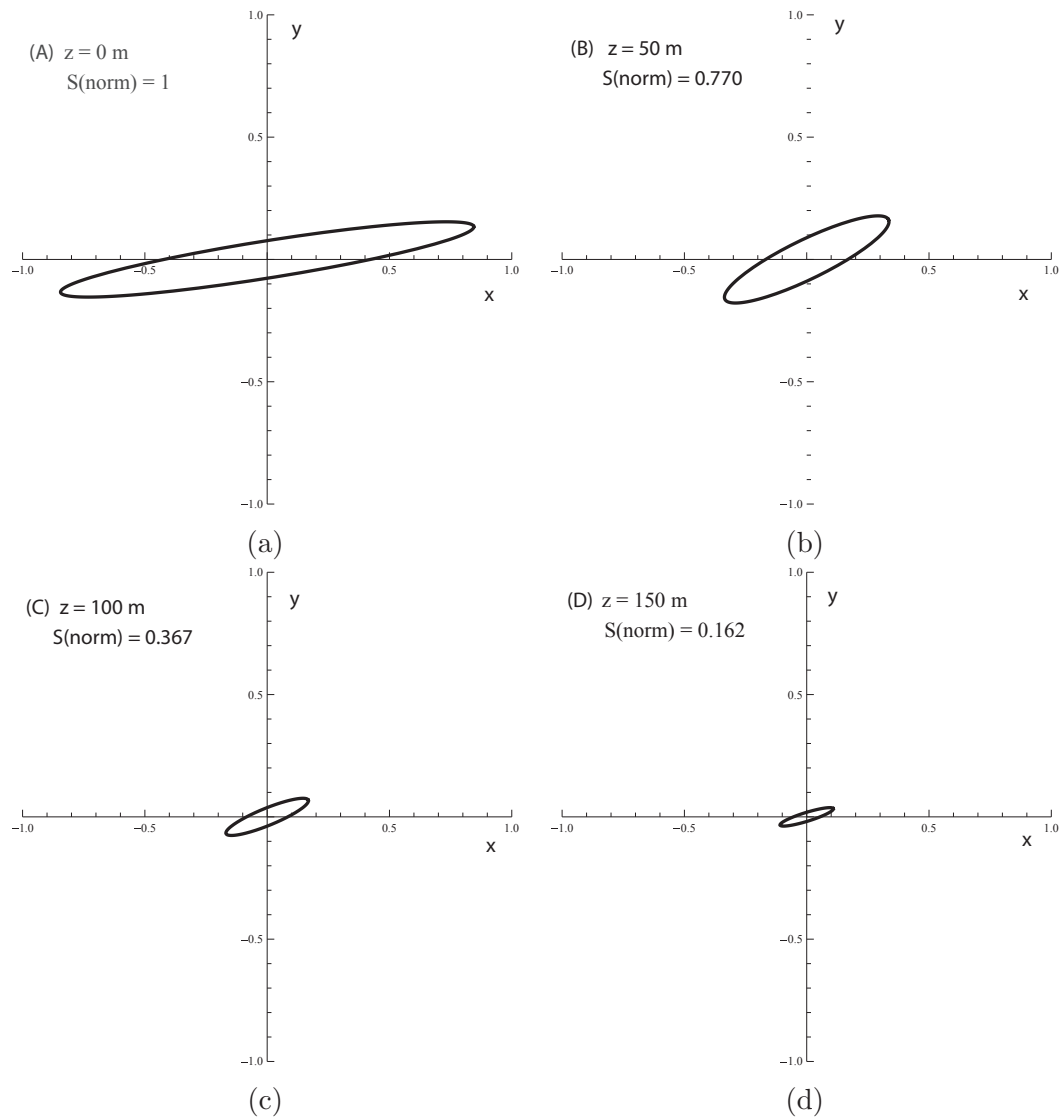 1.0
y
(A) z = 0 m
S(norm) = 1
0.5
-1.0
-0.5
0.5
1.0
x
-0.5
-1.0
(a)
1.0
y
(B) z = 50 m
S(norm) = 0.770
0.5
-1.0
-0.5
0.5
1.0
x
-0.5
-1.0
(b)
1.0
y
(C) z = 100 m
S(norm) = 0.367
0.5
-1.0
-0.5
0.5
1.0
x
-0.5
-1.0
(c)
1.0
y
(D) z = 150 m
S(norm) = 0.162
0.5
-1.0
-0.5
0.5
1.0
x
-0.5
-1.0
(d)